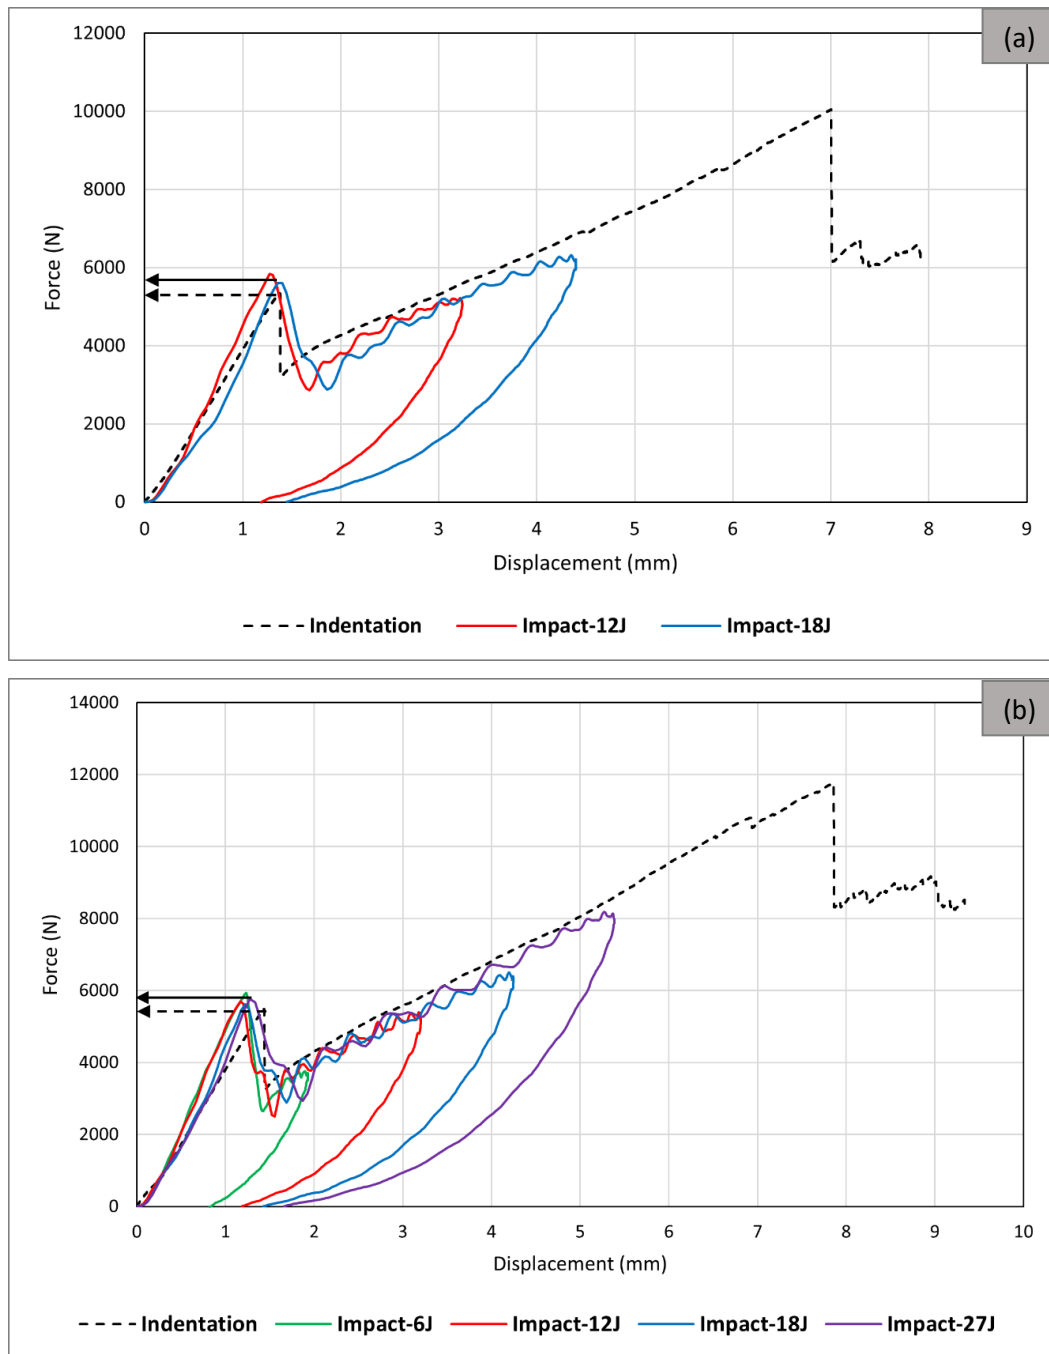 (a)
12000
10000
8000
6000
4000
2000
0
Force (N)
0 1 2 3 4 5 6 7 8 9
Displacement (mm)
Indentation Impact-12J Impact-18J
(b)
14000
12000
10000
8000
6000
4000
2000
0
Force (N)
0 1 2 3 4 5 6 7 8 9 10
Displacement (mm)
Indentation Impact-6J Impact-12J Impact-18J Impact-27J